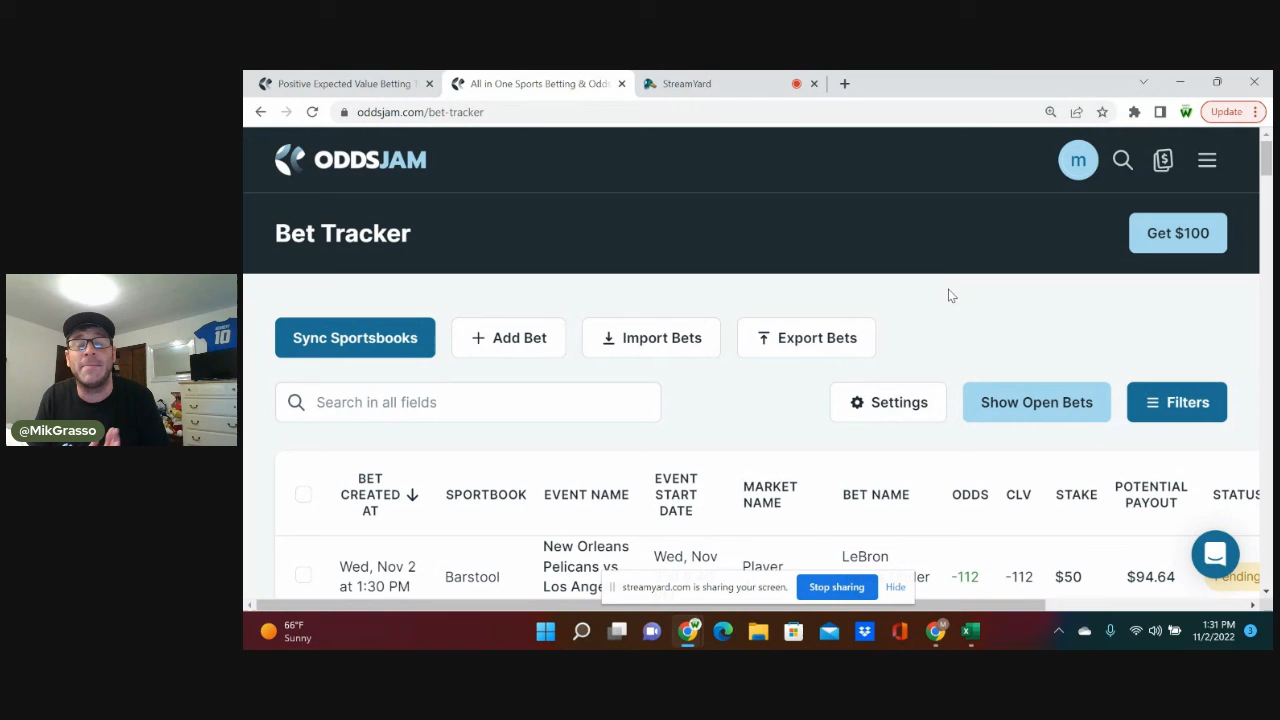 Positive Expected Value Betting T
All in One Sports Betting & Odds
StreamYard
oddsjam.com/bet-tracker
Update
ODDSJAM
m
Bet Tracker
Get $100
Sync Sportsbooks
Add Bet
Import Bets
Export Bets
Search in all fields
Settings
Show Open Bets
Filters
BET CREATED AT
SPORTBOOK
EVENT NAME
EVENT START DATE
MARKET NAME
BET NAME
ODDS
CLV
STAKE
POTENTIAL PAYOUT
STATUS
Wed, Nov 2
at 1:30 PM
Barstool
New Orleans
Pelicans vs
Los Ange
Wed, Nov
Player
LeBron
der
-112
-112
$50
$94.64
Pending
streamyard.com is sharing your screen.
Stop sharing
Hide
@MikGrasso
10
66°F
Sunny
1:31 PM
11/2/2022
3